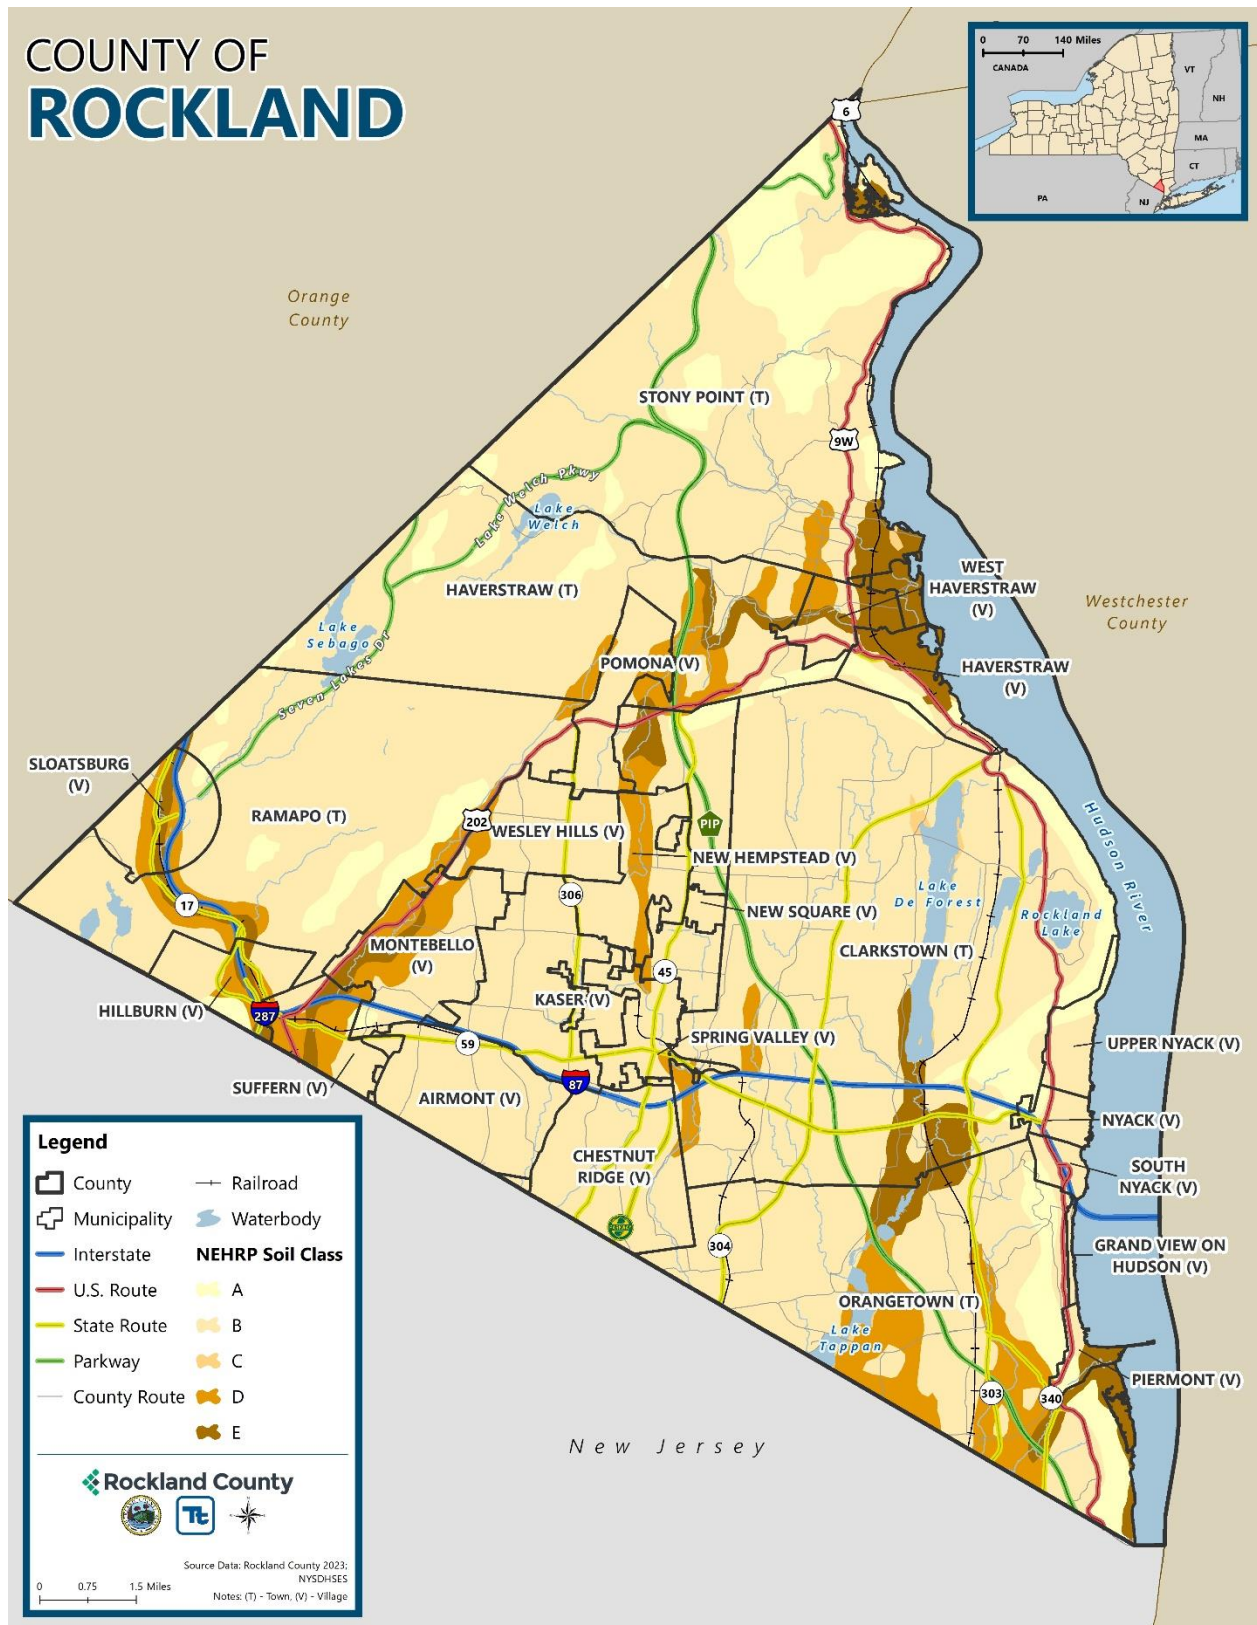 COUNTY OF
ROCKLAND
0 70 140 Miles
CANADA
VT
NH
MA
CT
PA
NJ
6
Orange
County
STONY POINT (T)
9W
Lake Welch Pkwy
Lake
Welch
WEST
HAVERSTRAW
(V)
HAVERSTRAW (T)
Westchester
County
Lake
Sebago
Seven Lakes Dr
POMONA (V)
HAVERSTRAW
(V)
SLOATSBURG
(V)
RAMAPO (T)
202
WESLEY HILLS (V)
PIP
Hudson River
NEW HEMPSTEAD (V)
306
17
Lake
De Forest
Rockland
Lake
NEW SQUARE (V)
MONTEBELLO
(V)
CLARKSTOWN (T)
45
KASER (V)
HILLBURN (V)
287
59
SPRING VALLEY (V)
UPPER NYACK (V)
SUFFERN (V)
87
AIRMONT (V)
NYACK (V)
CHESTNUT
RIDGE (V)
SOUTH
NYACK (V)
304
GRAND VIEW ON
HUDSON (V)
ORANGETOWN (T)
Lake
Tappan
PIERMONT (V)
303
340
New Jersey
Legend
County
Municipality
Interstate
U.S. Route
State Route
Parkway
County Route
Railroad
Waterbody
NEHRP Soil Class
A
B
C
D
E
Rockland County
Tt
Source Data: Rockland County 2023;
NYSDHSES
0 0.75 1.5 Miles
Notes: (T) - Town, (V) - Village